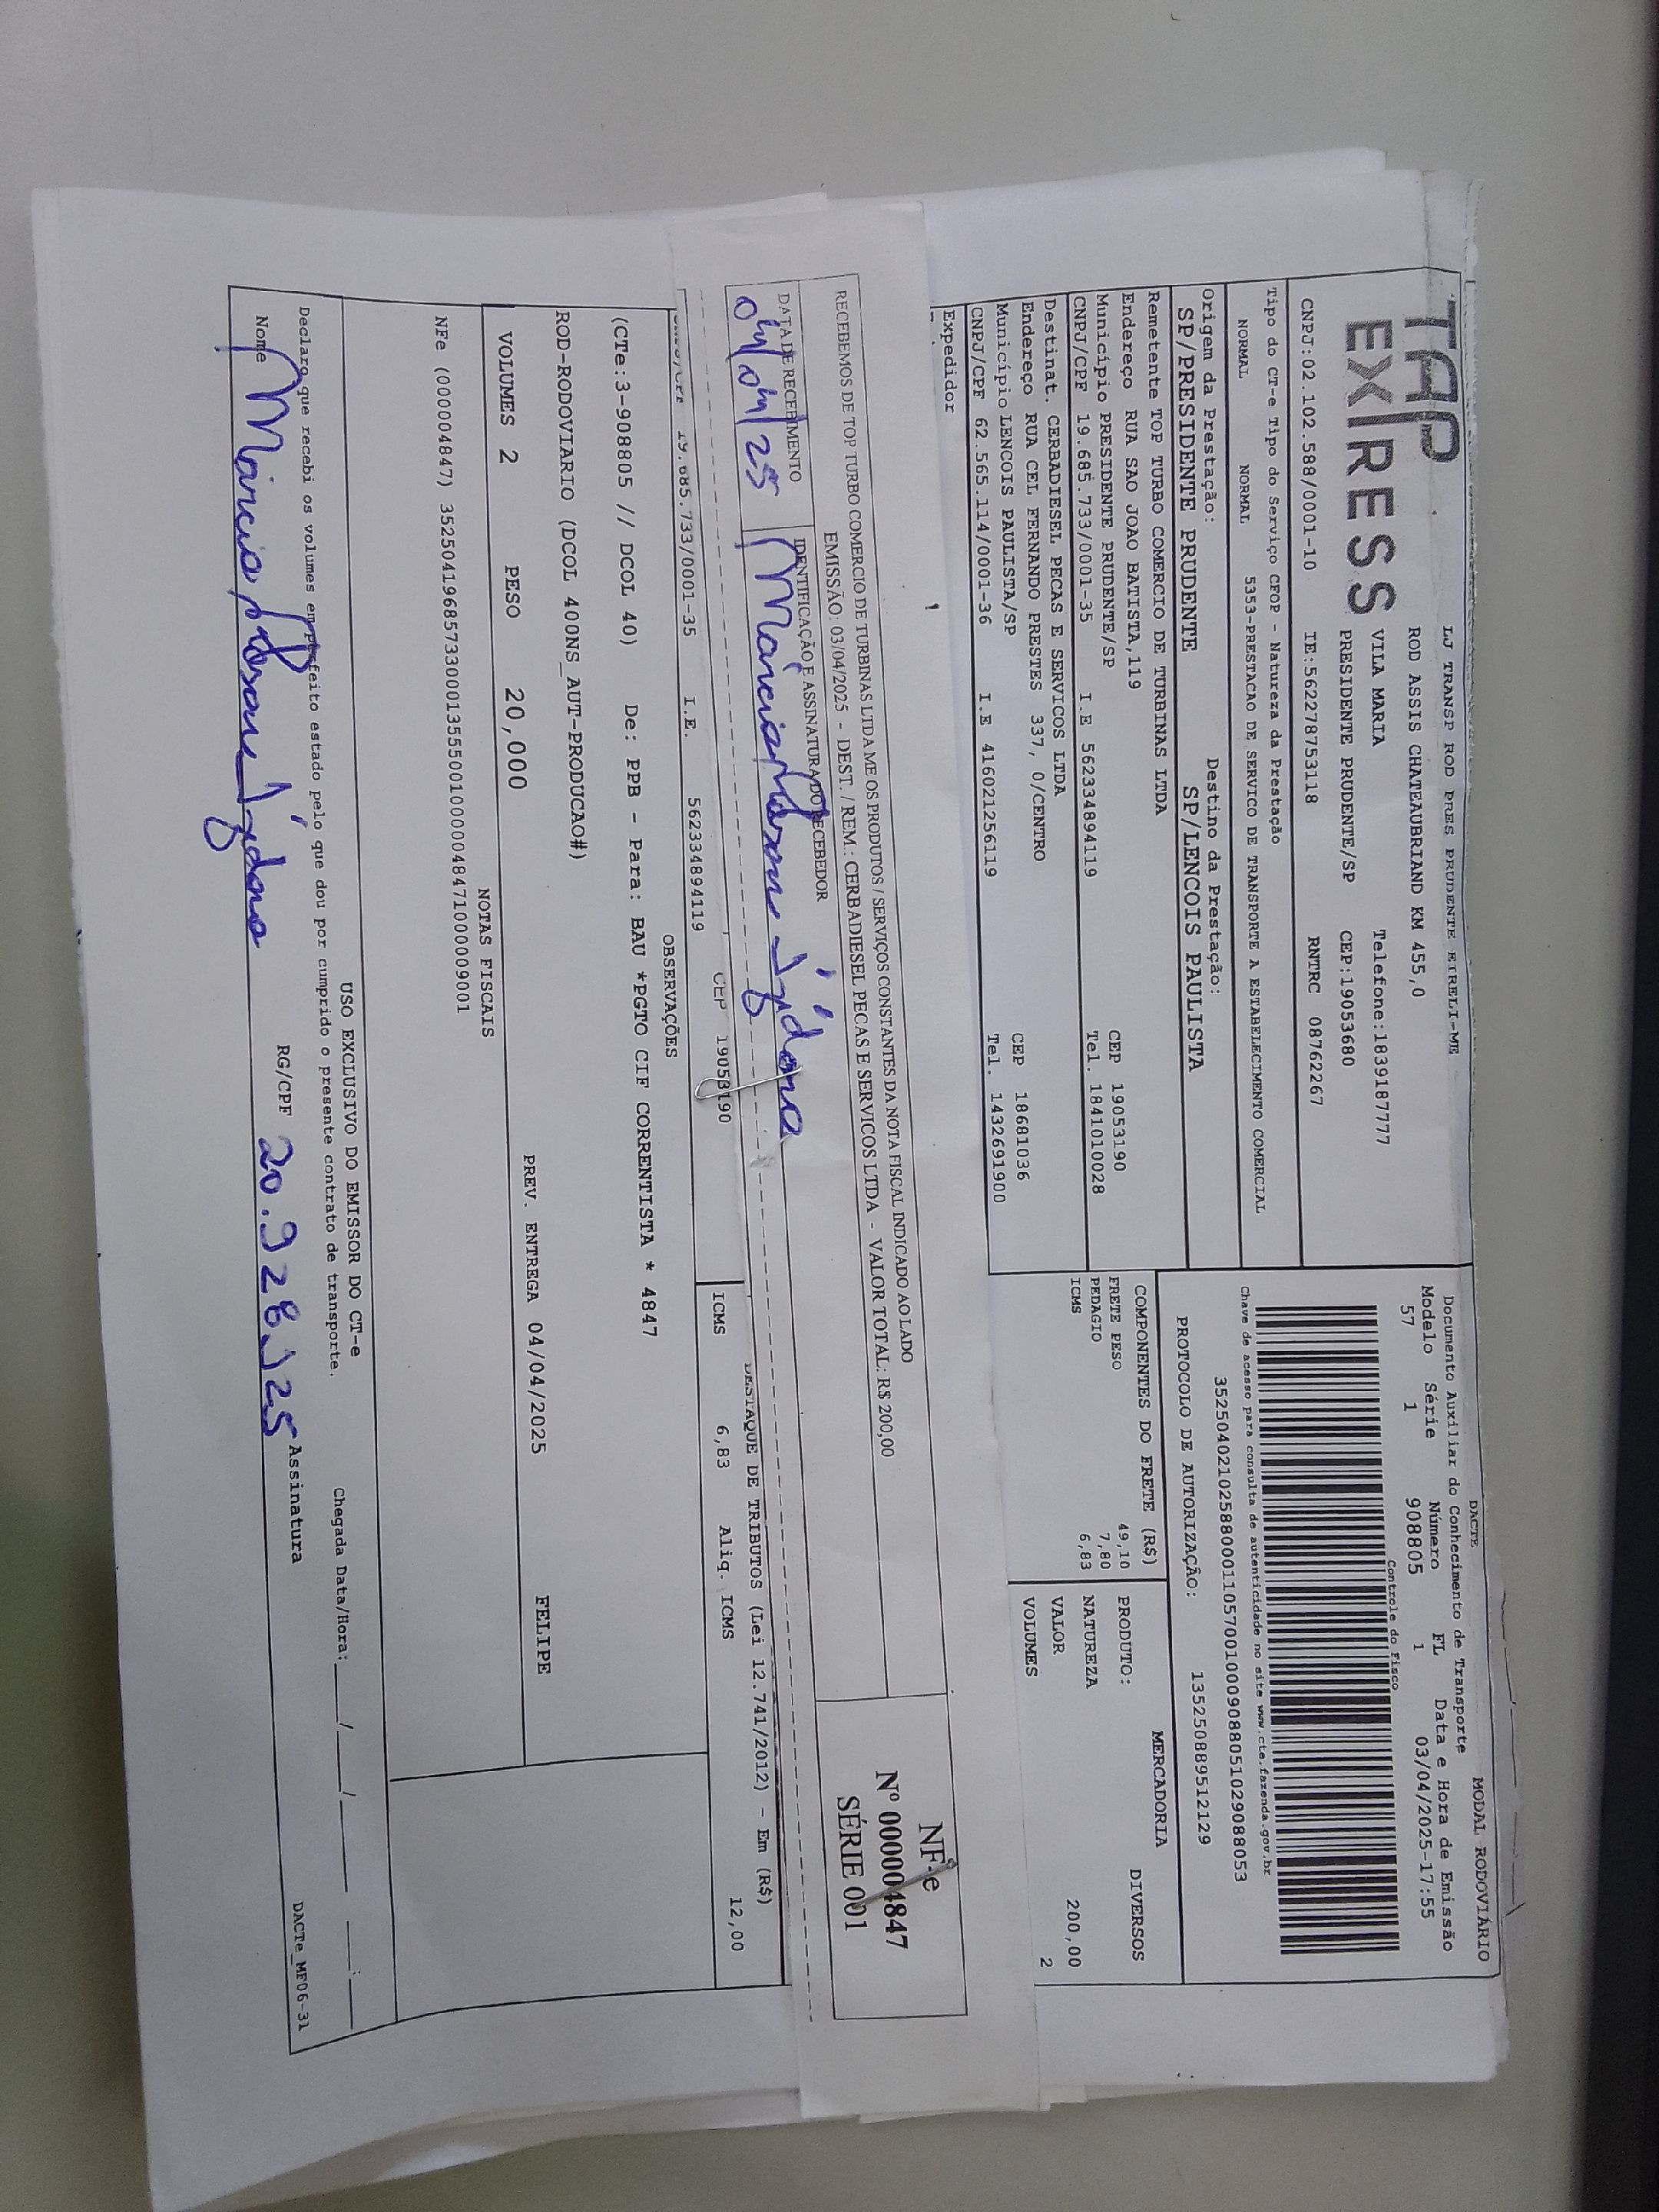 TAP EXPRESS
LJ TRANSP ROD PRES PRUDENTE EIRELI-ME
ROD ASSIS CHATEAUBRIAND KM 455,0
VILA MARIA Telefone:1839187777
PRESIDENTE PRUDENTE/SP CEP:19053680
CNPJ:02.102.588/0001-10 IE:562278753118 RNTRC 08762267
DACTE MODAL RODOVIÁRIO
Documento Auxiliar do Conhecimento de Transporte
Modelo Série Número FL Data e Hora de Emissão
57 1 908805 1 03/04/2025-17:55
Controle do Fisco
Chave de acesso para consulta de autenticidade no site www.cte.fazenda.gov.br
35250402102588000110570010009088051029088053
PROTOCOLO DE AUTORIZAÇÃO: 135250889512129
Tipo do CT-e Tipo do Serviço CFOP - Natureza da Prestação
NORMAL NORMAL 5353-PRESTACAO DE SERVICO DE TRANSPORTE A ESTABELECIMENTO COMERCIAL
Origem da Prestação: Destino da Prestação:
SP/PRESIDENTE PRUDENTE SP/LENCOIS PAULISTA
Remetente TOP TURBO COMERCIO DE TURBINAS LTDA
Endereço RUA SAO JOAO BATISTA,119 CEP 19053190
Município PRESIDENTE PRUDENTE/SP Tel. 1841010028
CNPJ/CPF 19.685.733/0001-35 I.E 562334894119
Destinat. CERBADIESEL PECAS E SERVICOS LTDA
Endereço RUA CEL FERNANDO PRESTES 337, 0/CENTRO CEP 18681036
Município LENCOIS PAULISTA/SP Tel. 1432691900
CNPJ/CPF 62.565.114/0001-36 I.E 416021256119
Expedidor
COMPONENTES DO FRETE (R$)
FRETE PESO 49,10
PEDAGIO 7,80
ICMS 6,83
MERCADORIA
PRODUTO: DIVERSOS
NATUREZA
VALOR 200,00
VOLUMES 2
RECEBEMOS DE TOP TURBO COMERCIO DE TURBINAS LTDA ME OS PRODUTOS / SERVIÇOS CONSTANTES DA NOTA FISCAL INDICADO AO LADO
EMISSÃO: 03/04/2025 - DEST. / REM.: CERBADIESEL PECAS E SERVICOS LTDA - VALOR TOTAL: R$ 200,00
DATA DE RECEBIMENTO IDENTIFICAÇÃO E ASSINATURA DO RECEBEDOR
04/04/25 Marcio
NF-e
Nº 000004847
SÉRIE 001
19.685.733/0001-35 I.E. 562334894119 CEP 19053190
DESTAQUE DE TRIBUTOS (Lei 12.741/2012) - Em (R$)
ICMS 6,83 Aliq. ICMS 12,00
OBSERVAÇÕES
(CTe:3-908805 // DCOL 40) De: PPB - Para: BAU *PGTO CIF CORRENTISTA * 4847
ROD-RODOVIARIO (DCOL 400NS_AUT-PRODUCAO#)
FELIPE
VOLUMES 2 PESO 20,000 PREV. ENTREGA 04/04/2025
NOTAS FISCAIS
NFe (000004847) 35250419685733000135550010000048471000009001
USO EXCLUSIVO DO EMISSOR DO CT-e
Declaro que recebi os volumes em perfeito estado pelo que dou por cumprido o presente contrato de transporte. Chegada Data/Hora:____/____/____ __:__
Nome Marcio RG/CPF 20.928.125 Assinatura
DACTe_MF06-31